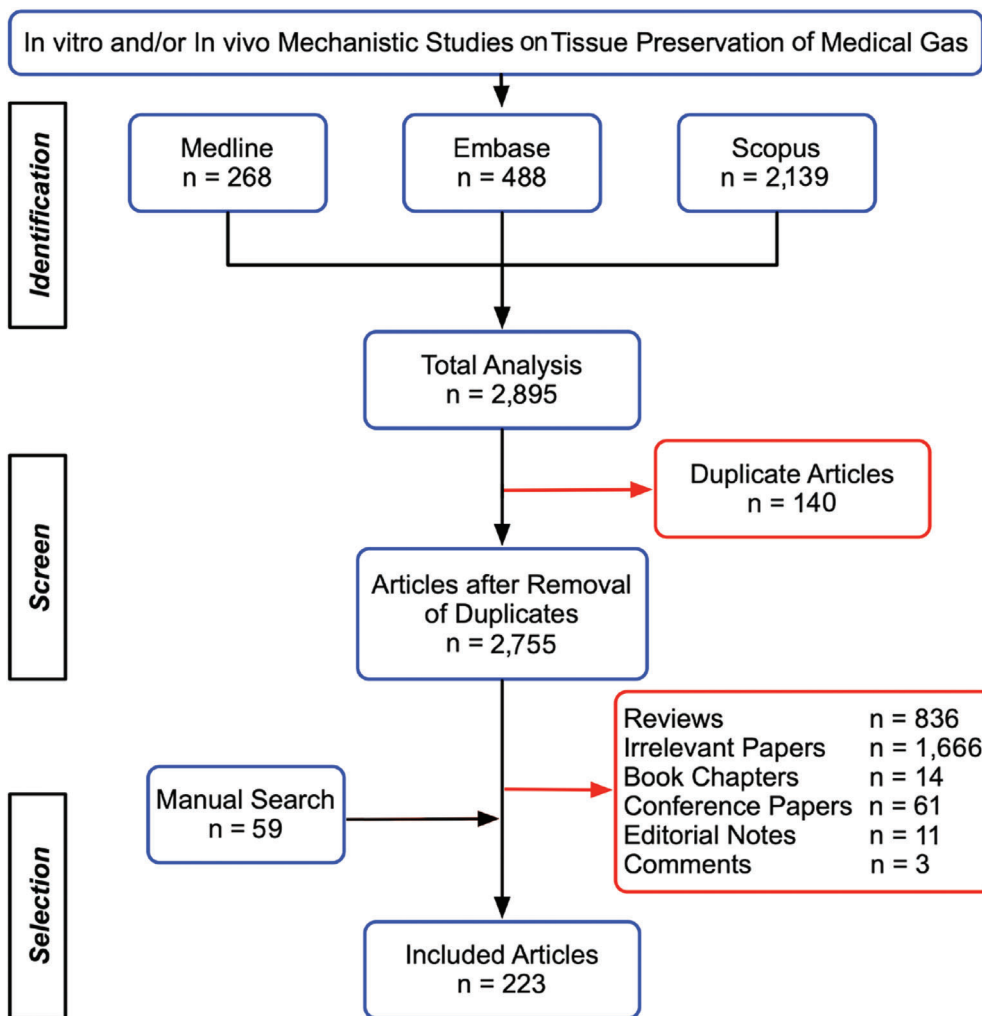 In vitro and/or In vivo Mechanistic Studies on Tissue Preservation of Medical Gas
Identification
Medline
n = 268
Embase
n = 488
Scopus
n = 2,139
Total Analysis
n = 2,895
Screen
Duplicate Articles
n = 140
Articles after Removal
of Duplicates
n = 2,755
Selection
Manual Search
n = 59
Reviews n = 836
Irrelevant Papers n = 1,666
Book Chapters n = 14
Conference Papers n = 61
Editorial Notes n = 11
Comments n = 3
Included Articles
n = 223